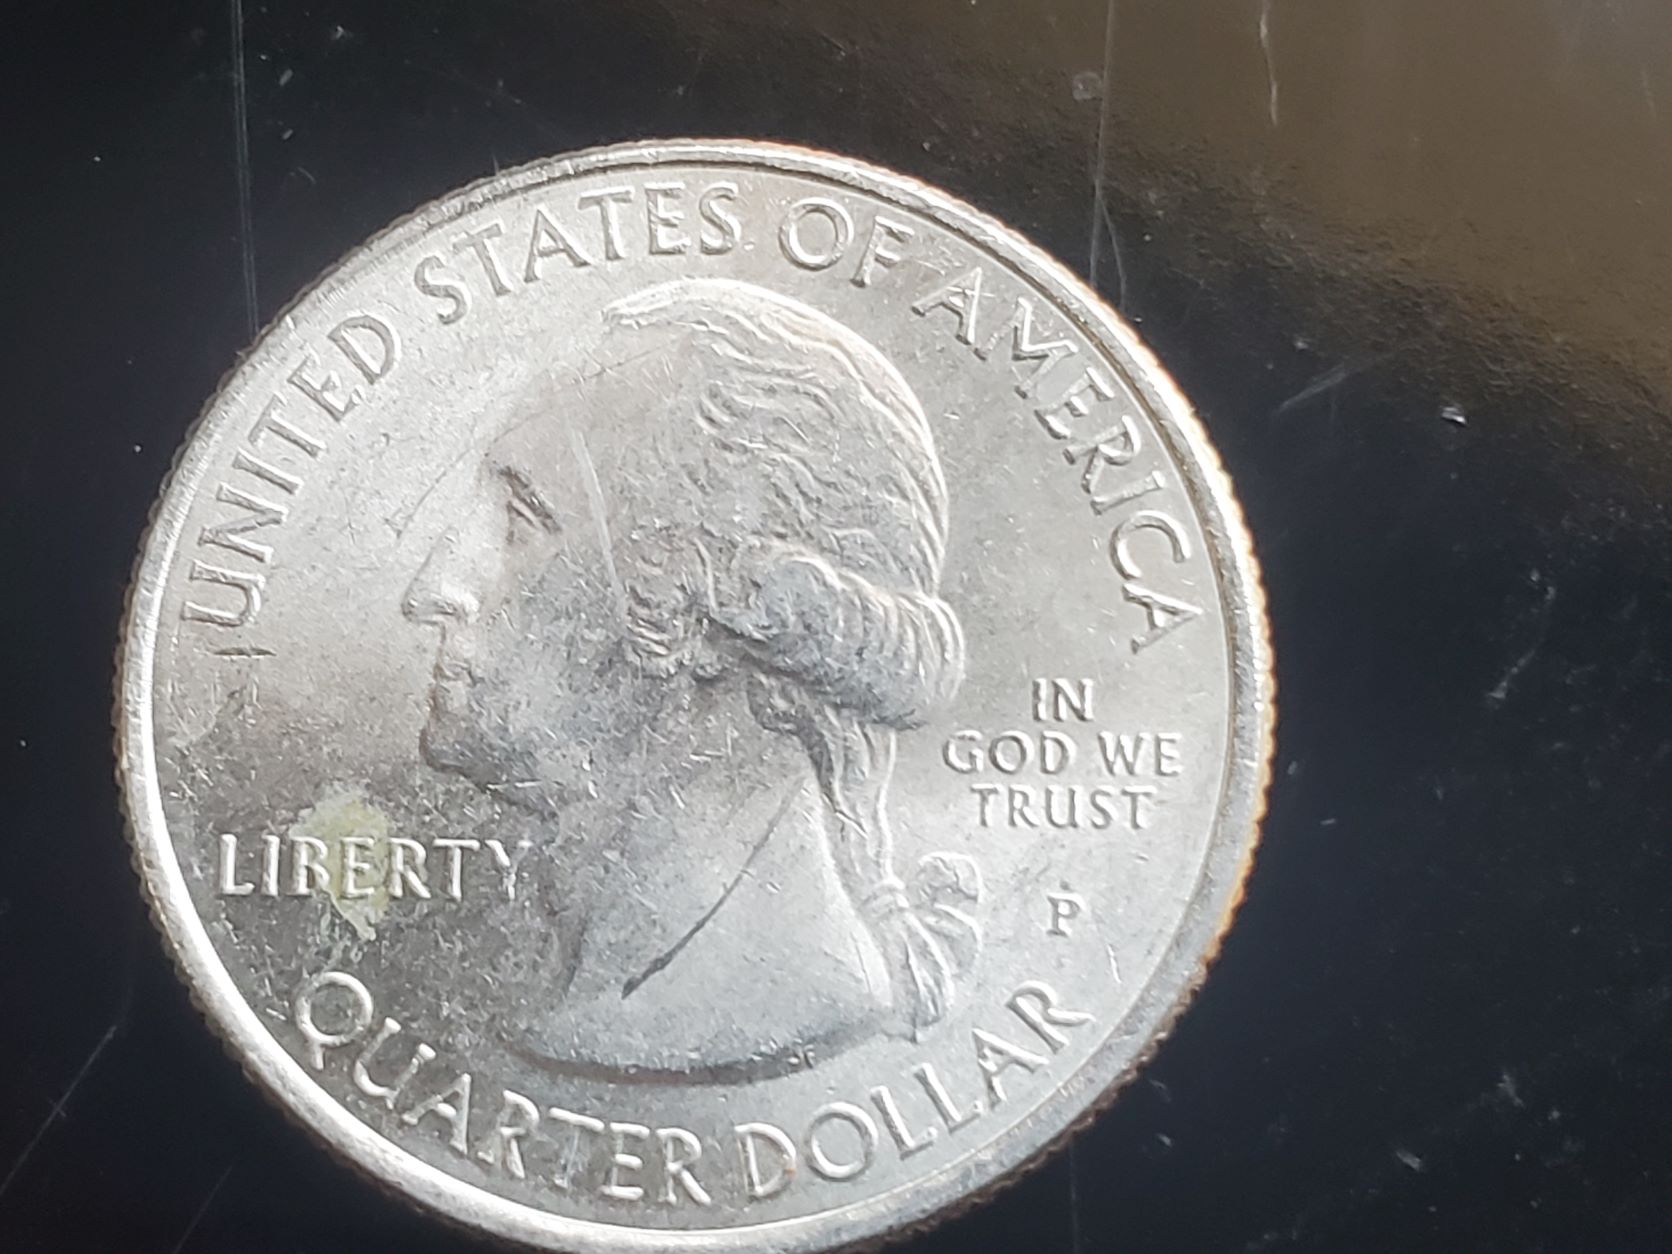 UNITED STATES OF AMERICA
IN
GOD WE
TRUST
LIBERTY
P
QUARTER DOLLAR